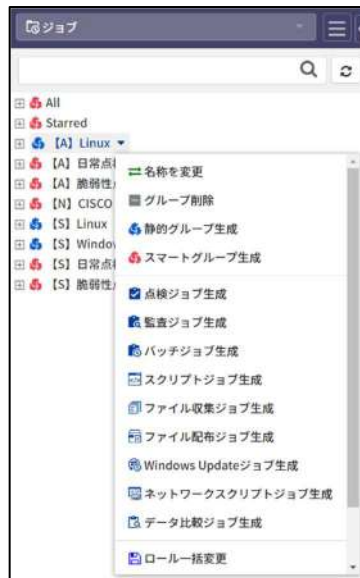 ジョブ
All
Starred
【A】Linux
【A】日常点検
【A】脆弱性
【N】CISCO
【S】Linux
【S】Window
【S】日常点検
【S】脆弱性
名称を変更
グループ削除
静的グループ生成
スマートグループ生成
点検ジョブ生成
監査ジョブ生成
バッチジョブ生成
スクリプトジョブ生成
ファイル収集ジョブ生成
ファイル配布ジョブ生成
Windows Updateジョブ生成
ネットワークスクリプトジョブ生成
データ比較ジョブ生成
ロール一括変更